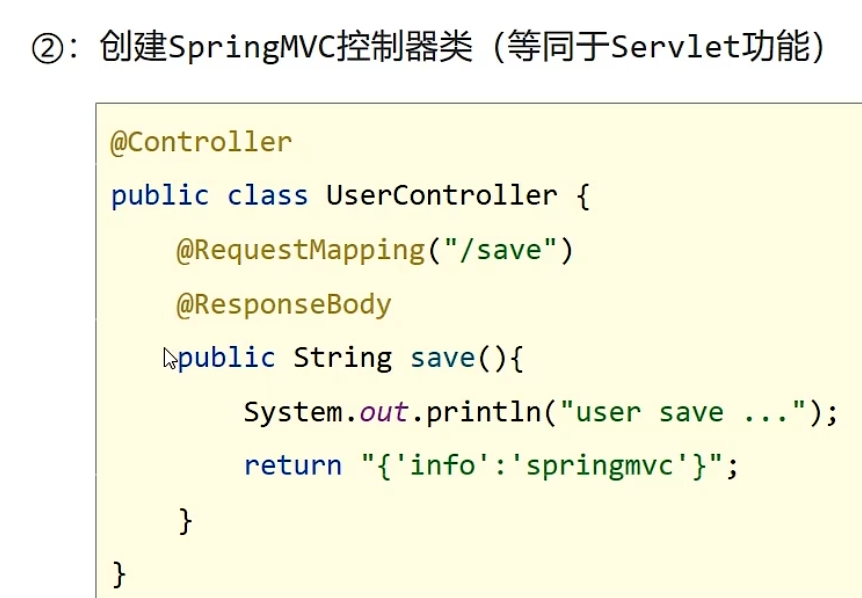 ②：创建SpringMVC控制器类（等同于Servlet功能）
@Controller
public class UserController {
@RequestMapping("/save")
@ResponseBody
public String save(){
System.out.println("user save ...");
return "{'info':'springmvc'}";
}
}